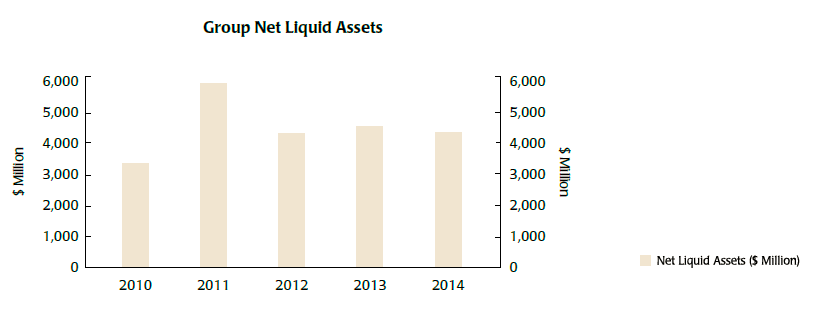 Group Net Liquid Assets
$ Million
6,000
5,000
4,000
3,000
2,000
1,000
0
6,000
5,000
4,000
3,000
2,000
1,000
0
$ Million
2010 2011 2012 2013 2014
Net Liquid Assets ($ Million)